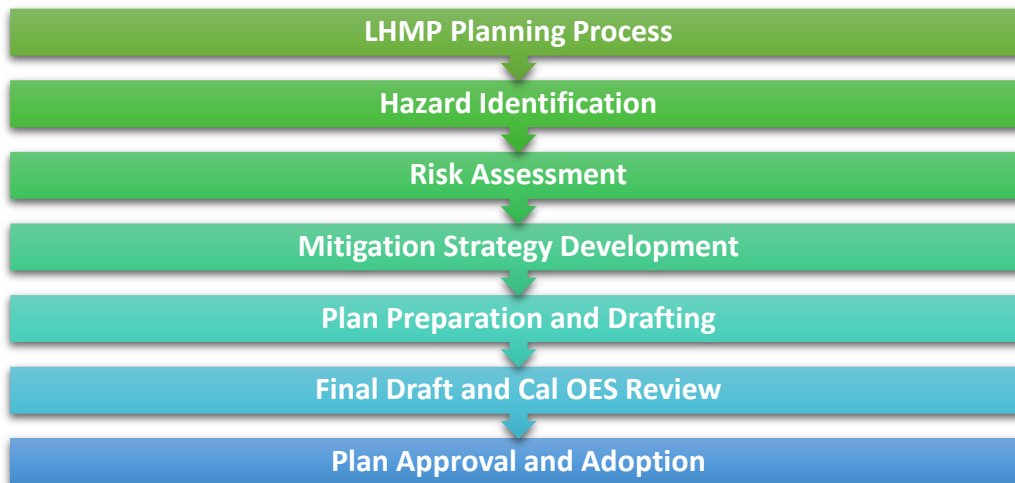 LHMP Planning Process
Hazard Identification
Risk Assessment
Mitigation Strategy Development
Plan Preparation and Drafting
Final Draft and Cal OES Review
Plan Approval and Adoption